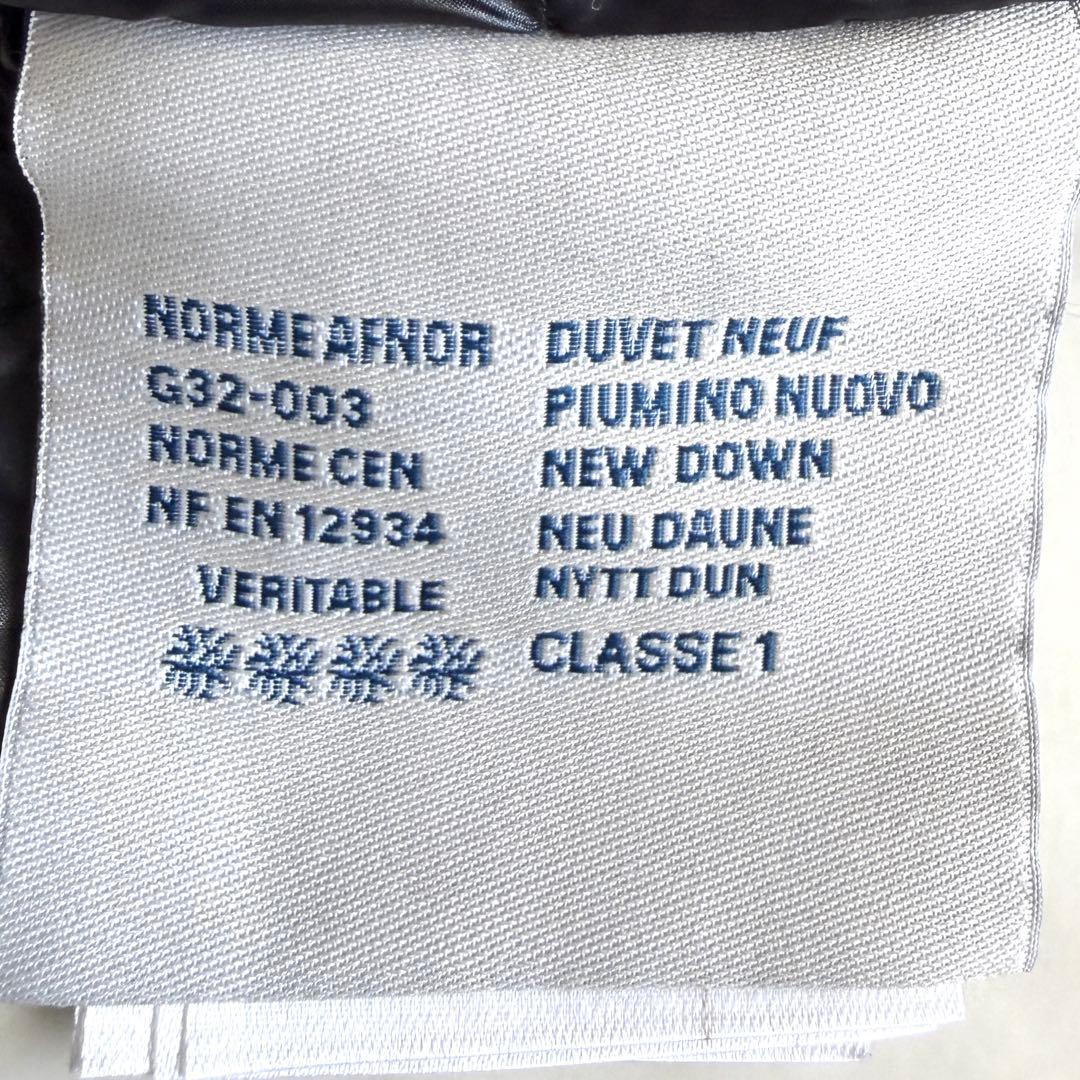 NORME AFNOR
G32-003
NORME CEN
NF EN 12934
VERITABLE
DUVET NEUF
PIUMINO NUOVO
NEW DOWN
NEU DAUNE
NYTT DUN
CLASSE 1